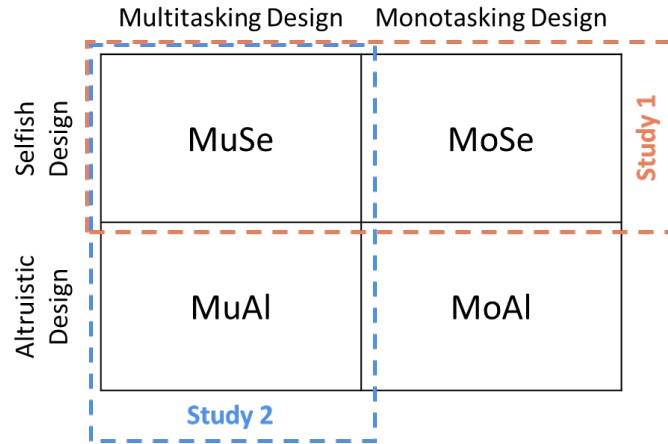 Multitasking Design
Monotasking Design
Selfish
Design
MuSe
MoSe
Study 1
Altruistic
Design
MuAl
MoAl
Study 2